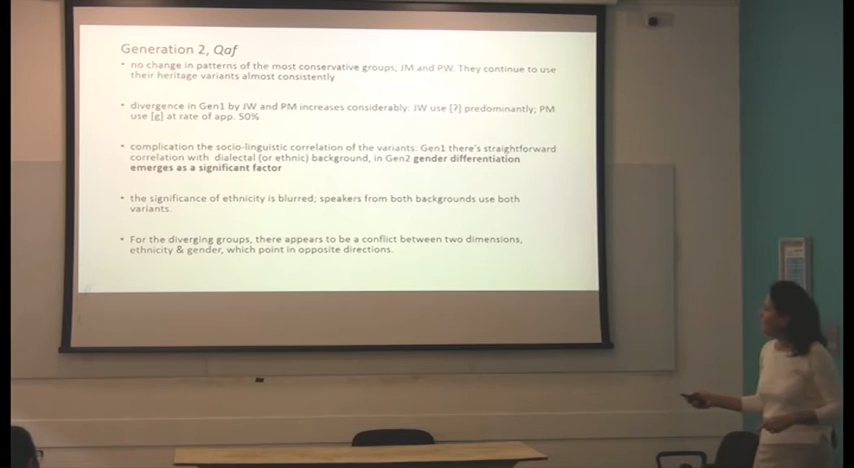 Generation 2, Qaf
• no change in patterns of the most conservative groups, JM and PW. They continue to use
their heritage variants almost consistently
• divergence in Gen1 by JW and PM increases considerably: JW use [ʔ] predominantly; PM
use [g] at rate of app. 50%
• complication the socio-linguistic correlation of the variants: Gen1 there's straightforward
correlation with dialectal (or ethnic) background, in Gen2 gender differentiation
emerges as a significant factor
• the significance of ethnicity is blurred; speakers from both backgrounds use both
variants.
• For the diverging groups, there appears to be a conflict between two dimensions,
ethnicity & gender, which point in opposite directions.